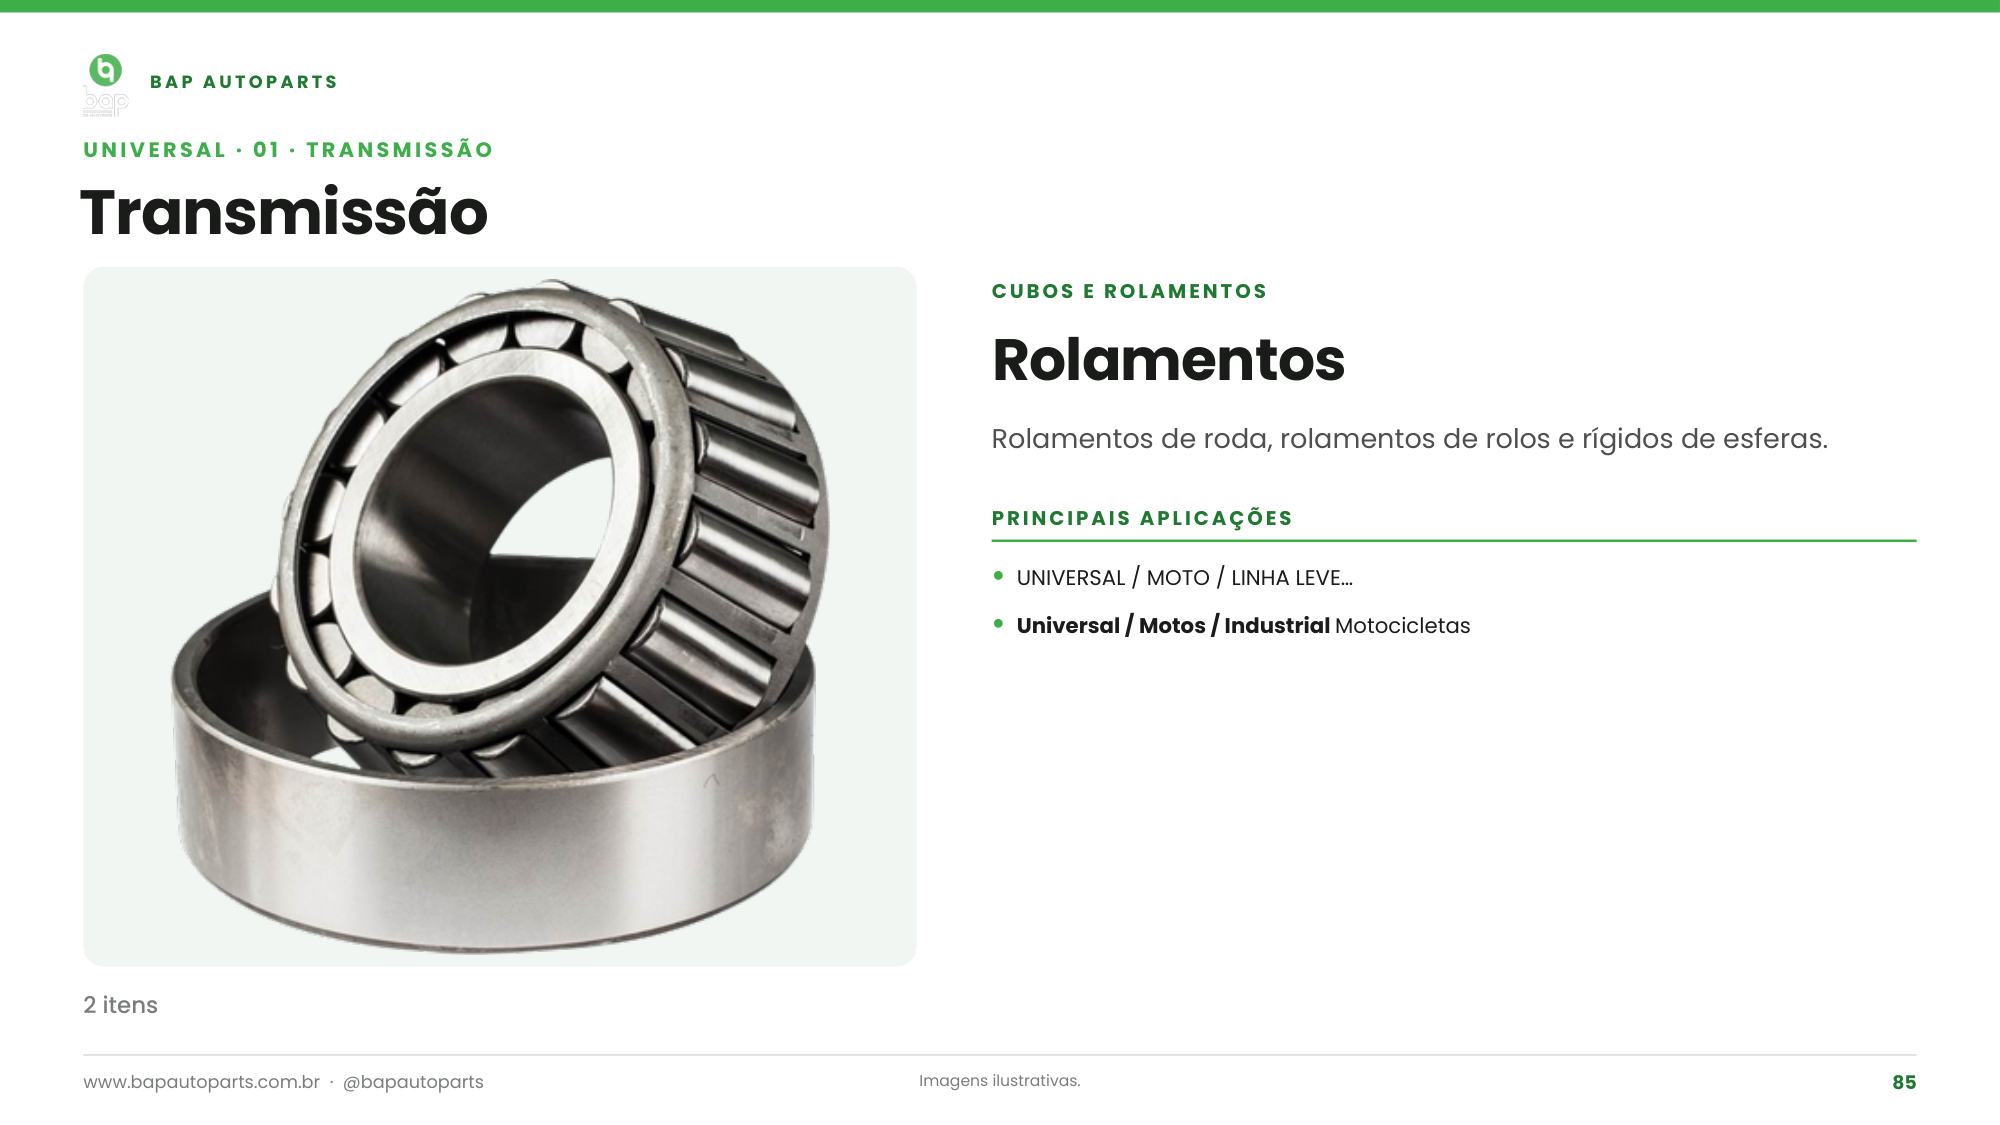 bap
BAP AUTOPARTS
UNIVERSAL · 01 · TRANSMISSÃO
Transmissão
CUBOS E ROLAMENTOS
Rolamentos
Rolamentos de roda, rolamentos de rolos e rígidos de esferas.
PRINCIPAIS APLICAÇÕES
• UNIVERSAL / MOTO / LINHA LEVE…
• Universal / Motos / Industrial Motocicletas
2 itens
www.bapautoparts.com.br · @bapautoparts
Imagens ilustrativas.
85